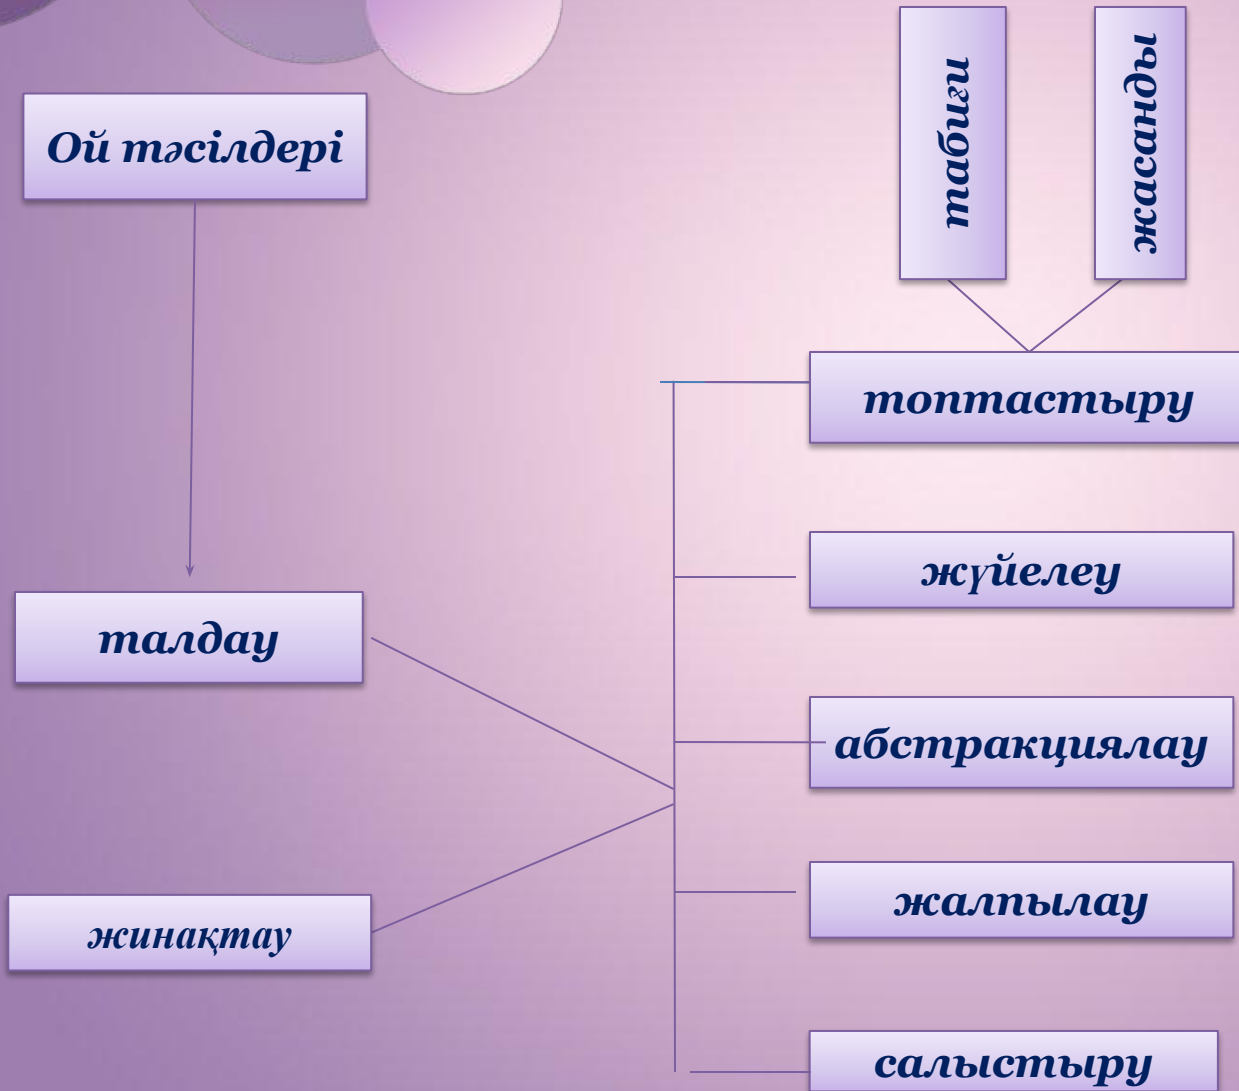 Ой тәсілдері
табиғи
жасанды
топтастыру
жүйелеу
талдау
абстракциялау
жалпылау
жинақтау
салыстыру